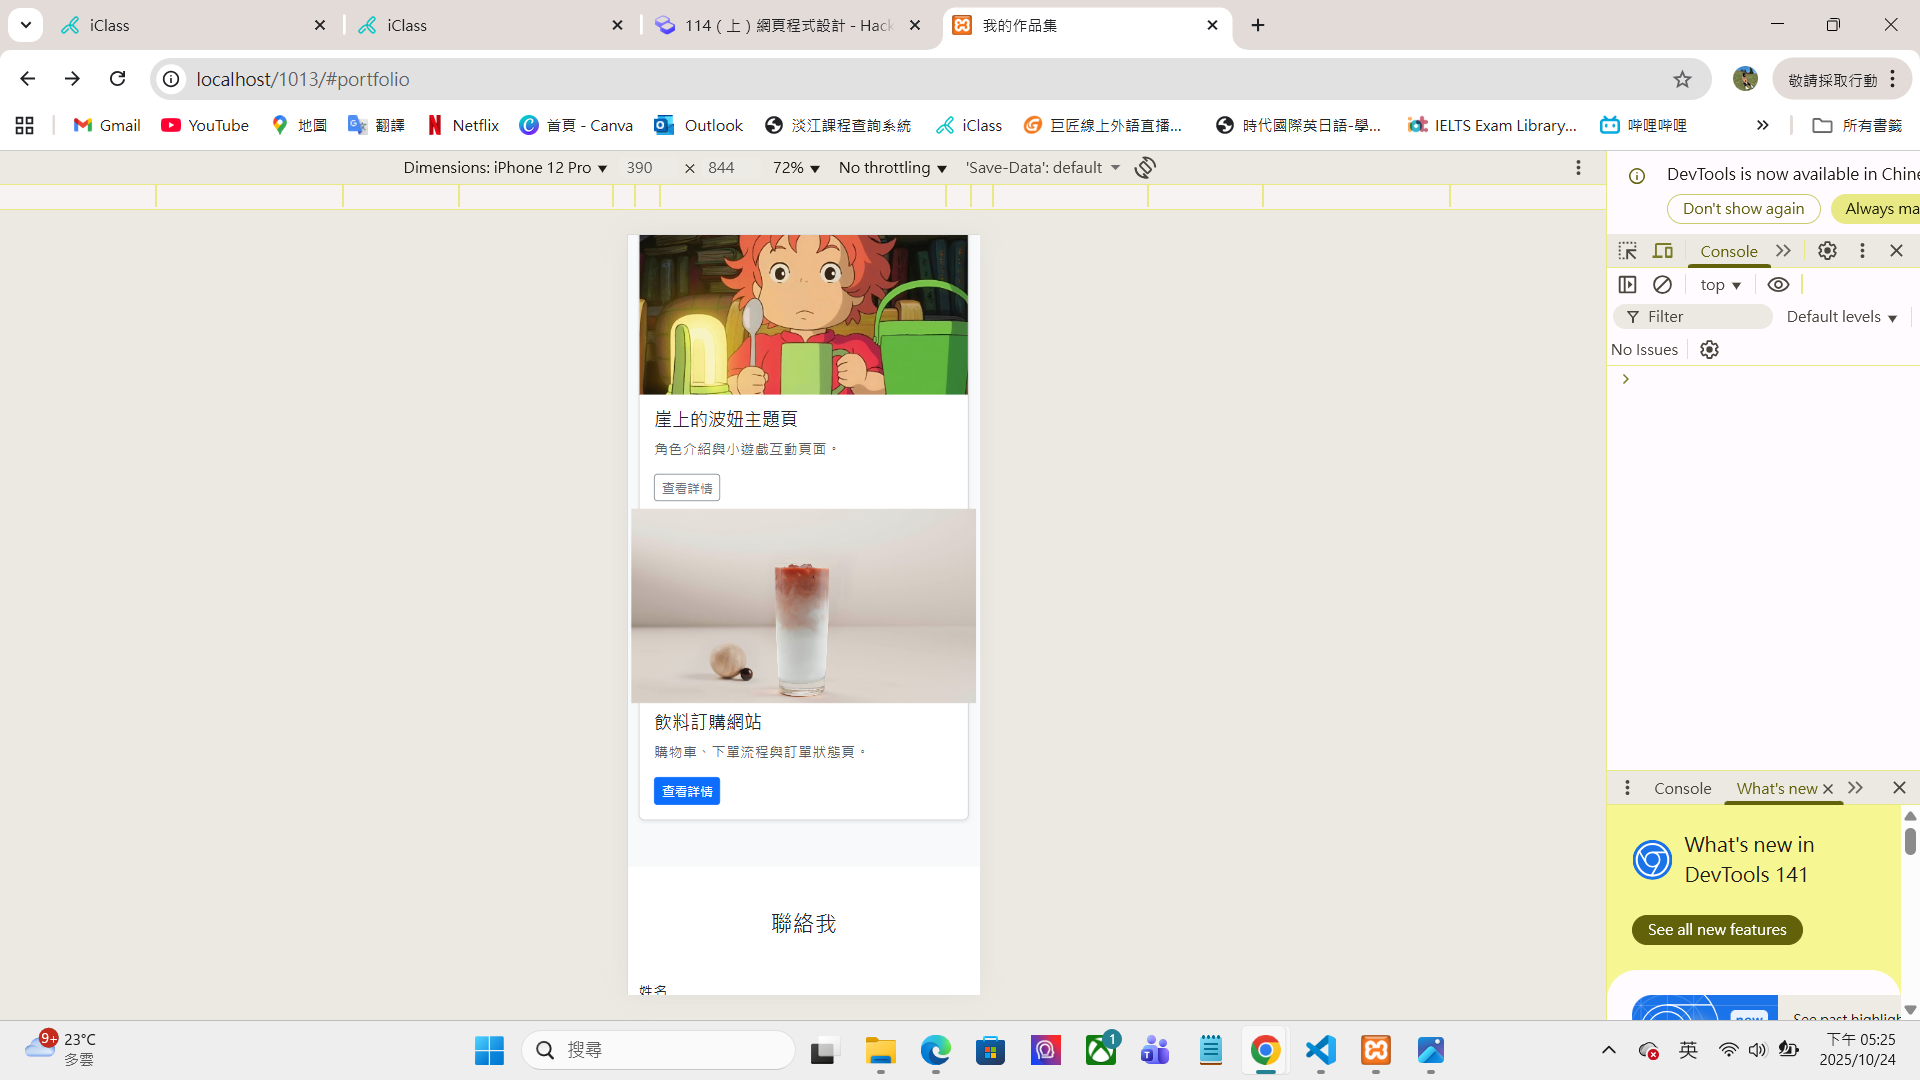 iClass
iClass
114 ( 上 ) 網頁程式設計 - Hack
我的作品集
localhost/1013/#portfolio
敬請採取行動
Gmail
YouTube
地圖
翻譯
Netflix
首頁 - Canva
Outlook
淡江課程查詢系統
iClass
巨匠線上外語直播...
時代國際英日語-學...
IELTS Exam Library,...
哔哩哔哩
所有書籤
Dimensions: iPhone 12 Pro
390
×
844
72%
No throttling
'Save-Data': default
DevTools is now available in Chine
Don't show again
Always ma
Console
top
Filter
Default levels
No Issues
崖上的波妞主題頁
角色介紹與小遊戲互動頁面。
查看詳情
飲料訂購網站
購物車、下單流程與訂單狀態頁。
查看詳情
聯絡我
姓名
Console
What's new
What's new in
DevTools 141
See all new features
new
See past highligh
9+
23°C
多雲
搜尋
1
英
下午 05:25
2025/10/24